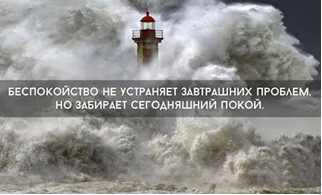 БЕСПОКОЙСТВО НЕ УСТРАНЯЕТ ЗАВТРАШНИХ ПРОБЛЕМ,
НО ЗАБИРАЕТ СЕГОДНЯШНИЙ ПОКОЙ.